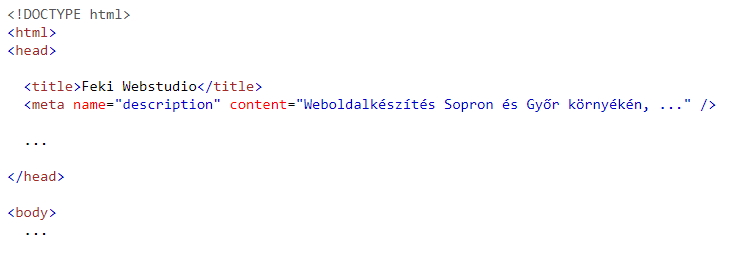 <!DOCTYPE html>
<html>
<head>
<title>Feki Webstudio</title>
<meta name="description" content="Weboldalkészítés Sopron és Győr környékén, ..." />
...
</head>
<body>
...